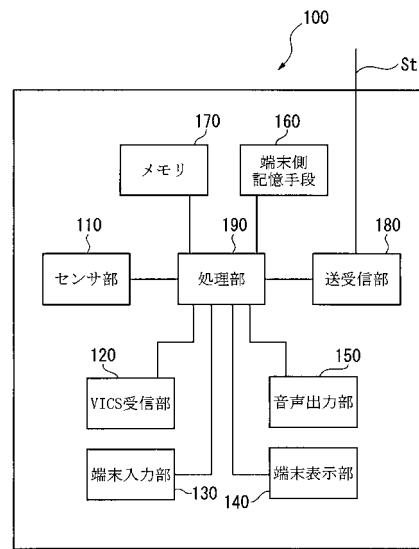 100
St
170
メモリ
160
端末側
記憶手段
110
センサ部
190
処理部
180
送受信部
120
VICS受信部
150
音声出力部
端末入力部
130
端末表示部
140